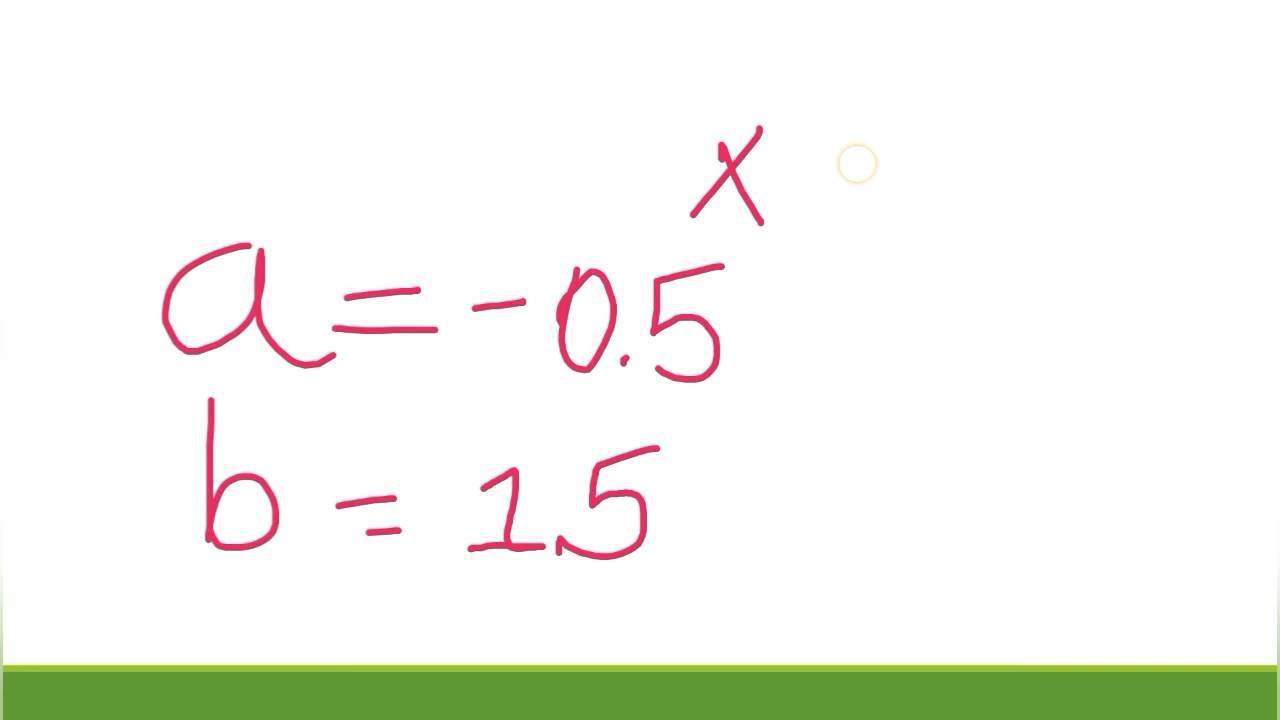 x
a = -0.5
b = 1.5